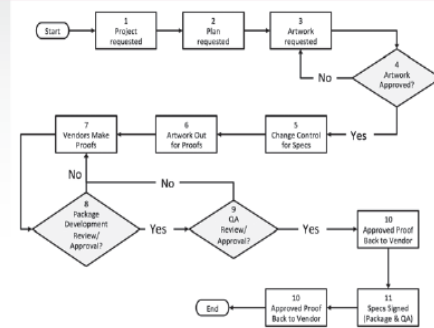 Start
1
Project
requested
2
Plan
requested
3
Artwork
requested
4
Artwork
Approved?
No
Yes
5
Change Control
for Specs
6
Artwork Out
for Proofs
7
Vendors Make
Proofs
No
No
8
Package
Development
Review/
Approval?
Yes
9
QA
Review/
Approval?
Yes
10
Approved Proof
Back to Vendor
11
Specs Signed
(Package & QA)
10
Approved Proof
Back to Vendor
End